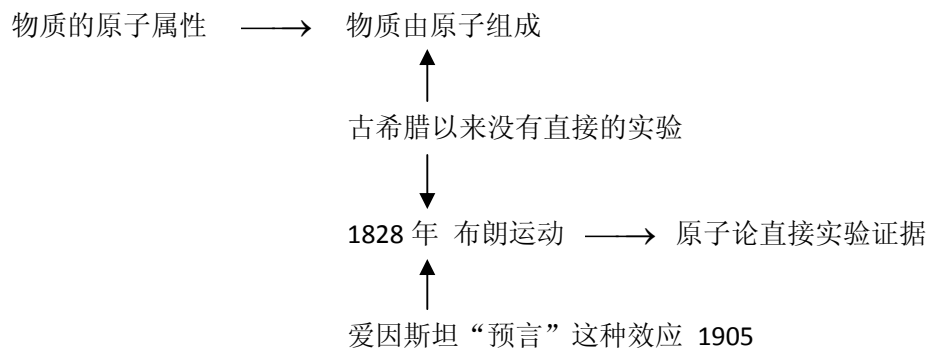 物质的原子属性 ⟶ 物质由原子组成
古希腊以来没有直接的实验
1828 年 布朗运动 ⟶ 原子论直接实验证据
爱因斯坦“预言”这种效应 1905